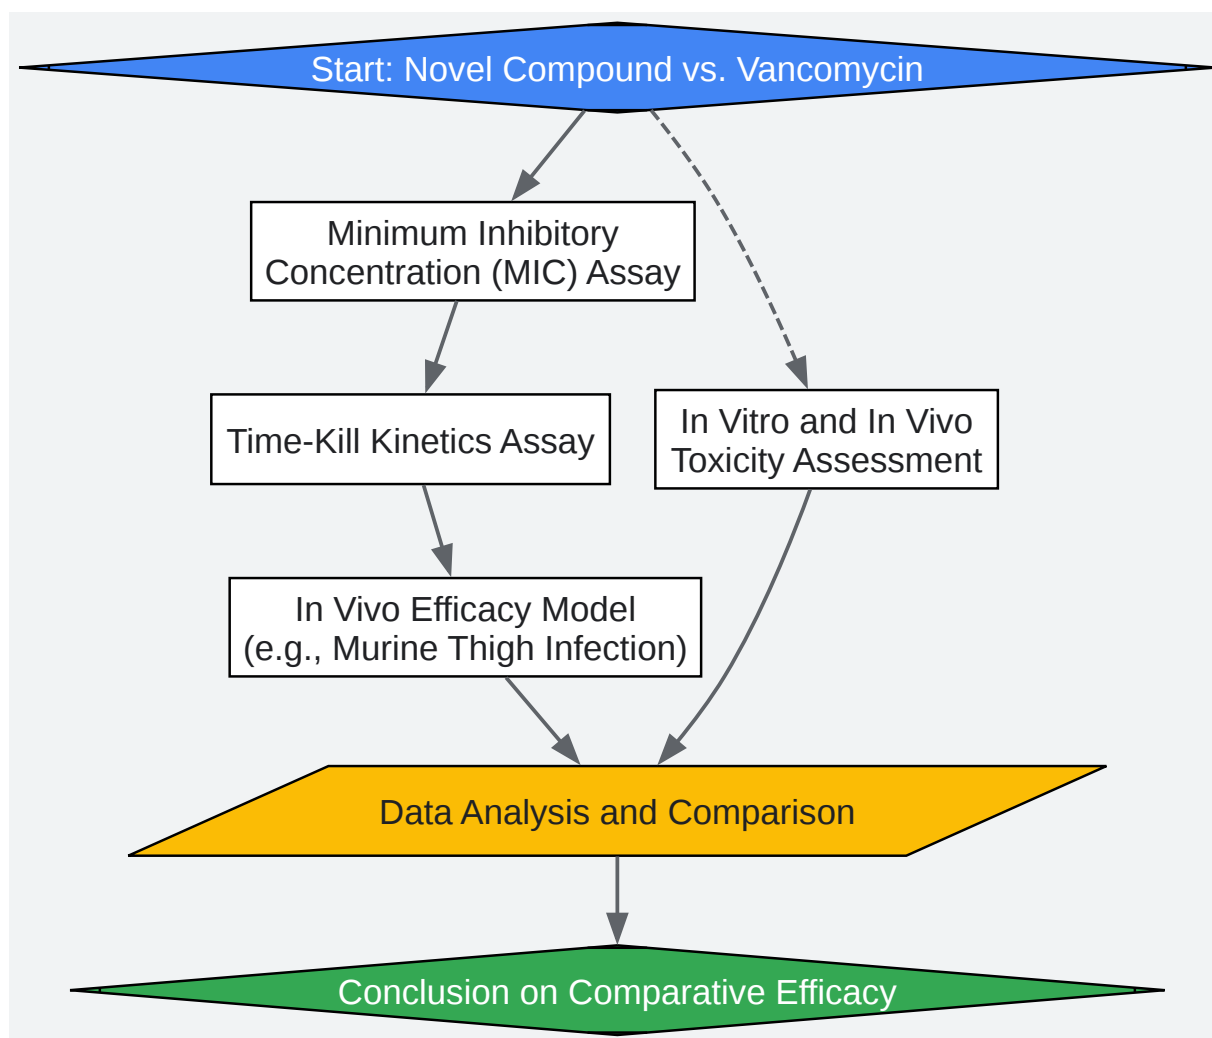 Start: Novel Compound vs. Vancomycin
Minimum Inhibitory
Concentration (MIC) Assay
Time-Kill Kinetics Assay
In Vitro and In Vivo
Toxicity Assessment
In Vivo Efficacy Model
(e.g., Murine Thigh Infection)
Data Analysis and Comparison
Conclusion on Comparative Efficacy